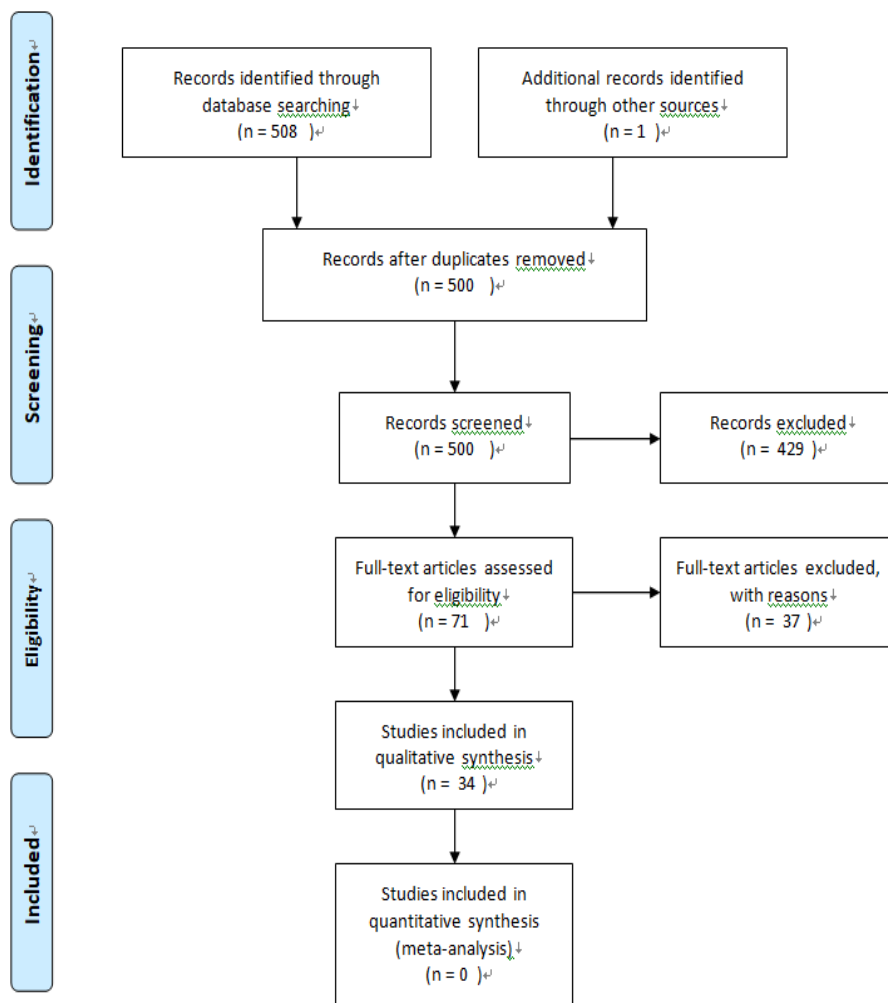 Identification↵
Records identified through
database searching↓
(n = 508 )↵
Additional records identified
through other sources↓
(n = 1 )↵
Records after duplicates removed↓
(n = 500 )↵
Screening↵
Records screened↓
(n = 500 )↵
Records excluded↓
(n = 429 )↵
Eligibility↵
Full-text articles assessed
for eligibility↓
(n = 71 )↵
Full-text articles excluded,
with reasons↓
(n = 37 )↵
Studies included in
qualitative synthesis↓
(n = 34 )↵
Included↵
Studies included in
quantitative synthesis
(meta-analysis)↓
(n = 0 )↵